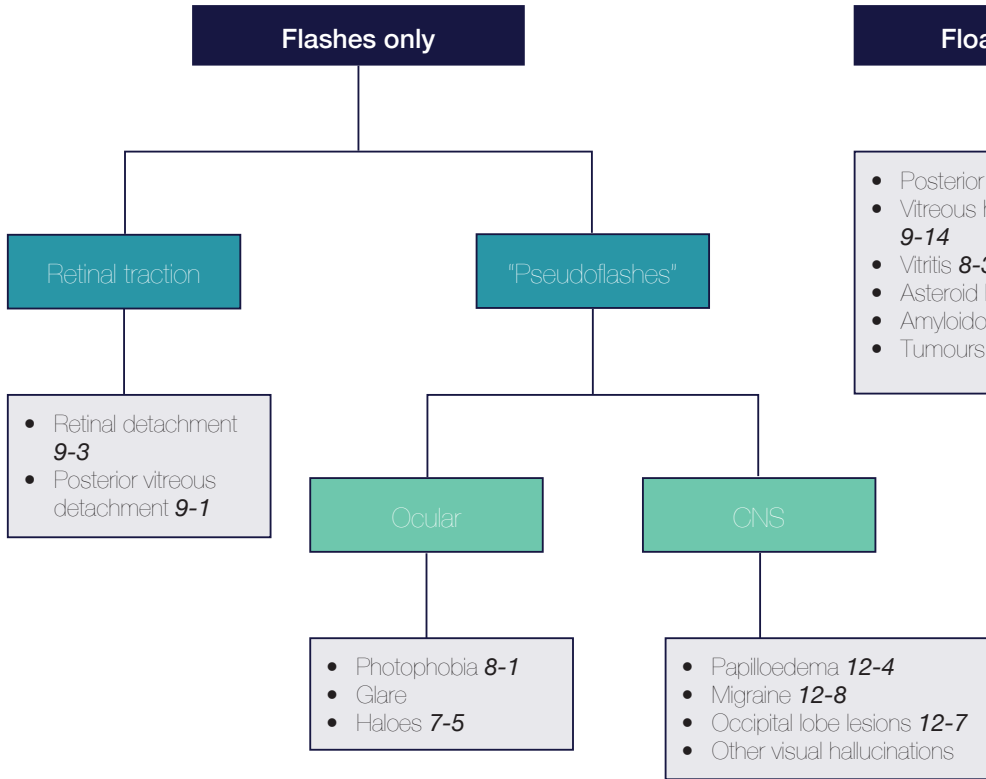 Flashes only
Retinal traction
"Pseudoflashes"
• Retinal detachment
9-3
• Posterior vitreous
detachment 9-1
Ocular
CNS
• Photophobia 8-1
• Glare
• Haloes 7-5
• Papilloedema 12-4
• Migraine 12-8
• Occipital lobe lesions 12-7
• Other visual hallucinations
• Posterior
• Vitreous
9-14
• Vitritis
• Asteroid
• Tumours